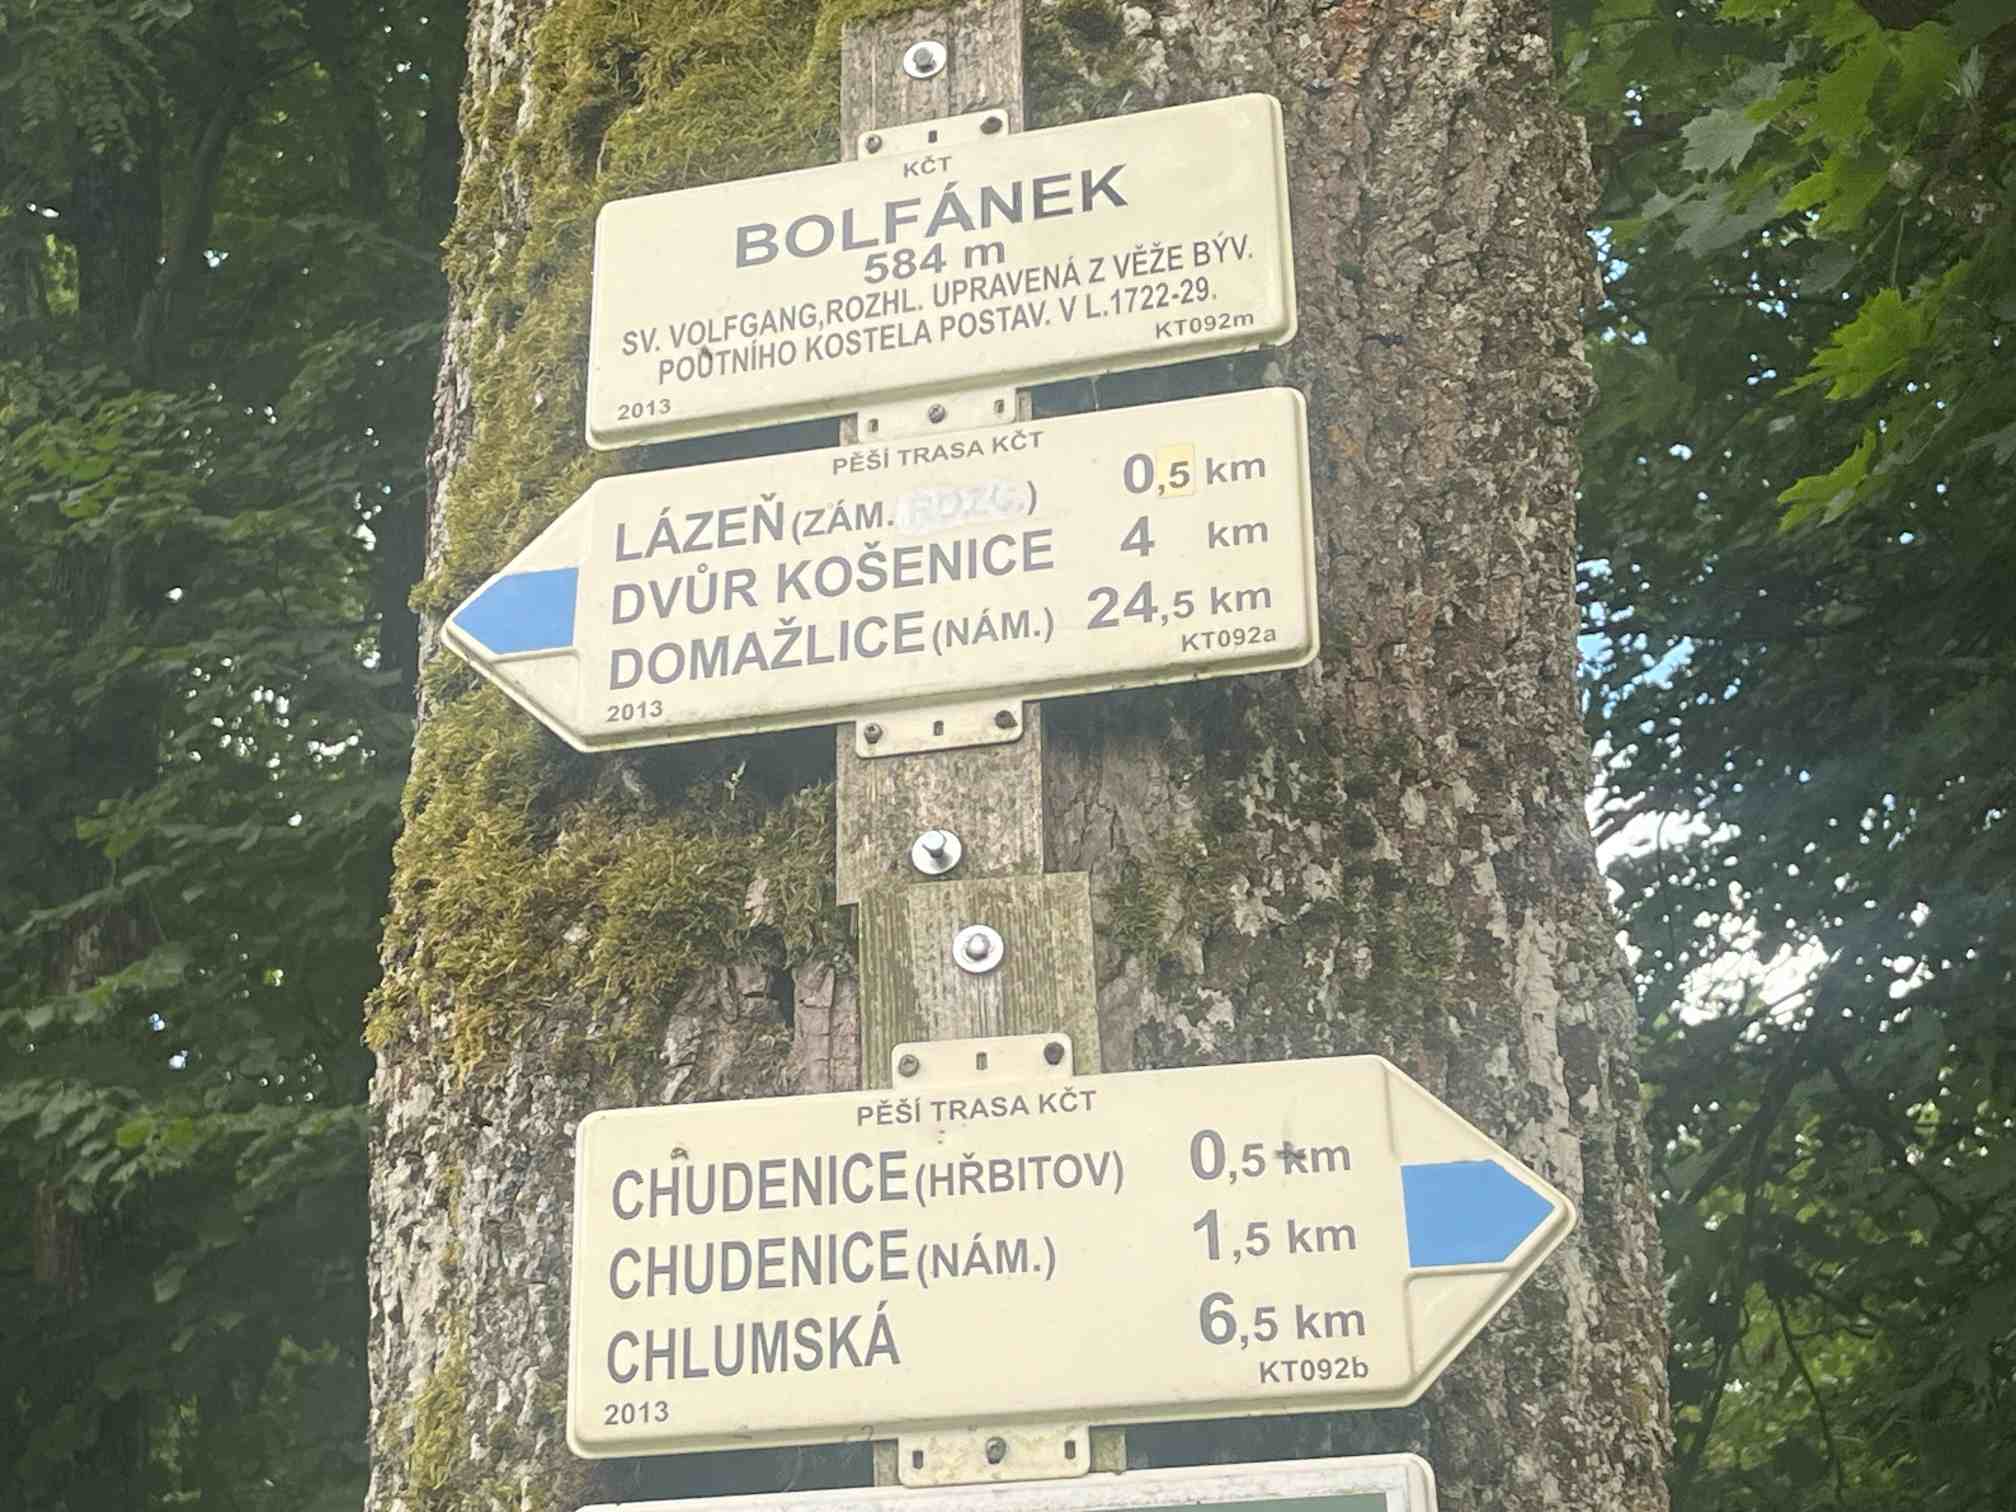 KČT
BOLFÁNEK
584 m
SV. VOLFGANG,ROZHL. UPRAVENÁ Z VĚŽE BÝV.
POUTNÍHO KOSTELA POSTAV. V L.1722-29.
KT092m
2013
PĚŠÍ TRASA KČT
LÁZEŇ (ZÁM. ) 0,5 km
DVŮR KOŠENICE 4 km
DOMAŽLICE (NÁM.) 24,5 km
KT092a
2013
PĚŠÍ TRASA KČT
CHUDENICE (HŘBITOV) 0,5 km
CHUDENICE (NÁM.) 1,5 km
CHLUMSKÁ 6,5 km
KT092b
2013